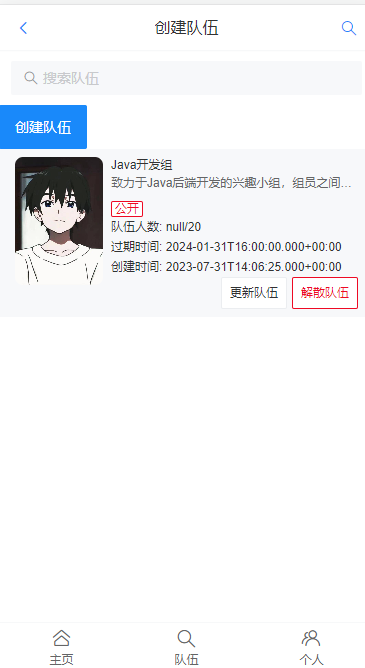 创建队伍
搜索队伍
创建队伍
Java开发组
致力于Java后端开发的兴趣小组，组员之间...
公开
队伍人数: null/20
过期时间: 2024-01-31T16:00:00.000+00:00
创建时间: 2023-07-31T14:06:25.000+00:00
更新队伍 解散队伍
主页 队伍 个人